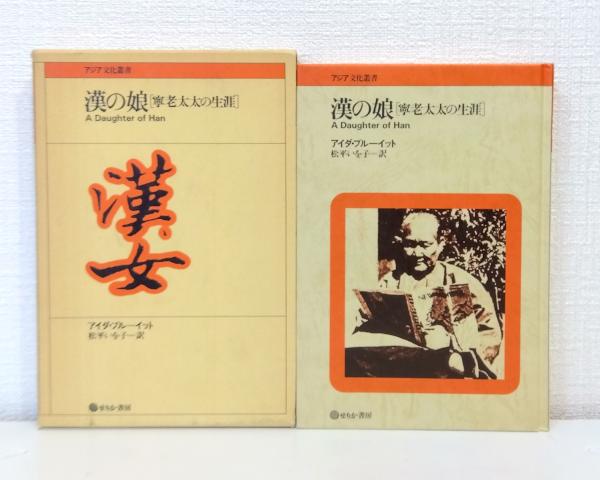 アジア文化叢書
漢の娘[寧老太太の生涯]
A Daughter of Han
漢女
アイダ・プルーイット
松平いを子—訳
せりか書房
アジア文化叢書
漢の娘[寧老太太の生涯]
A Daughter of Han
アイダ・プルーイット
松平いを子—訳
せりか書房